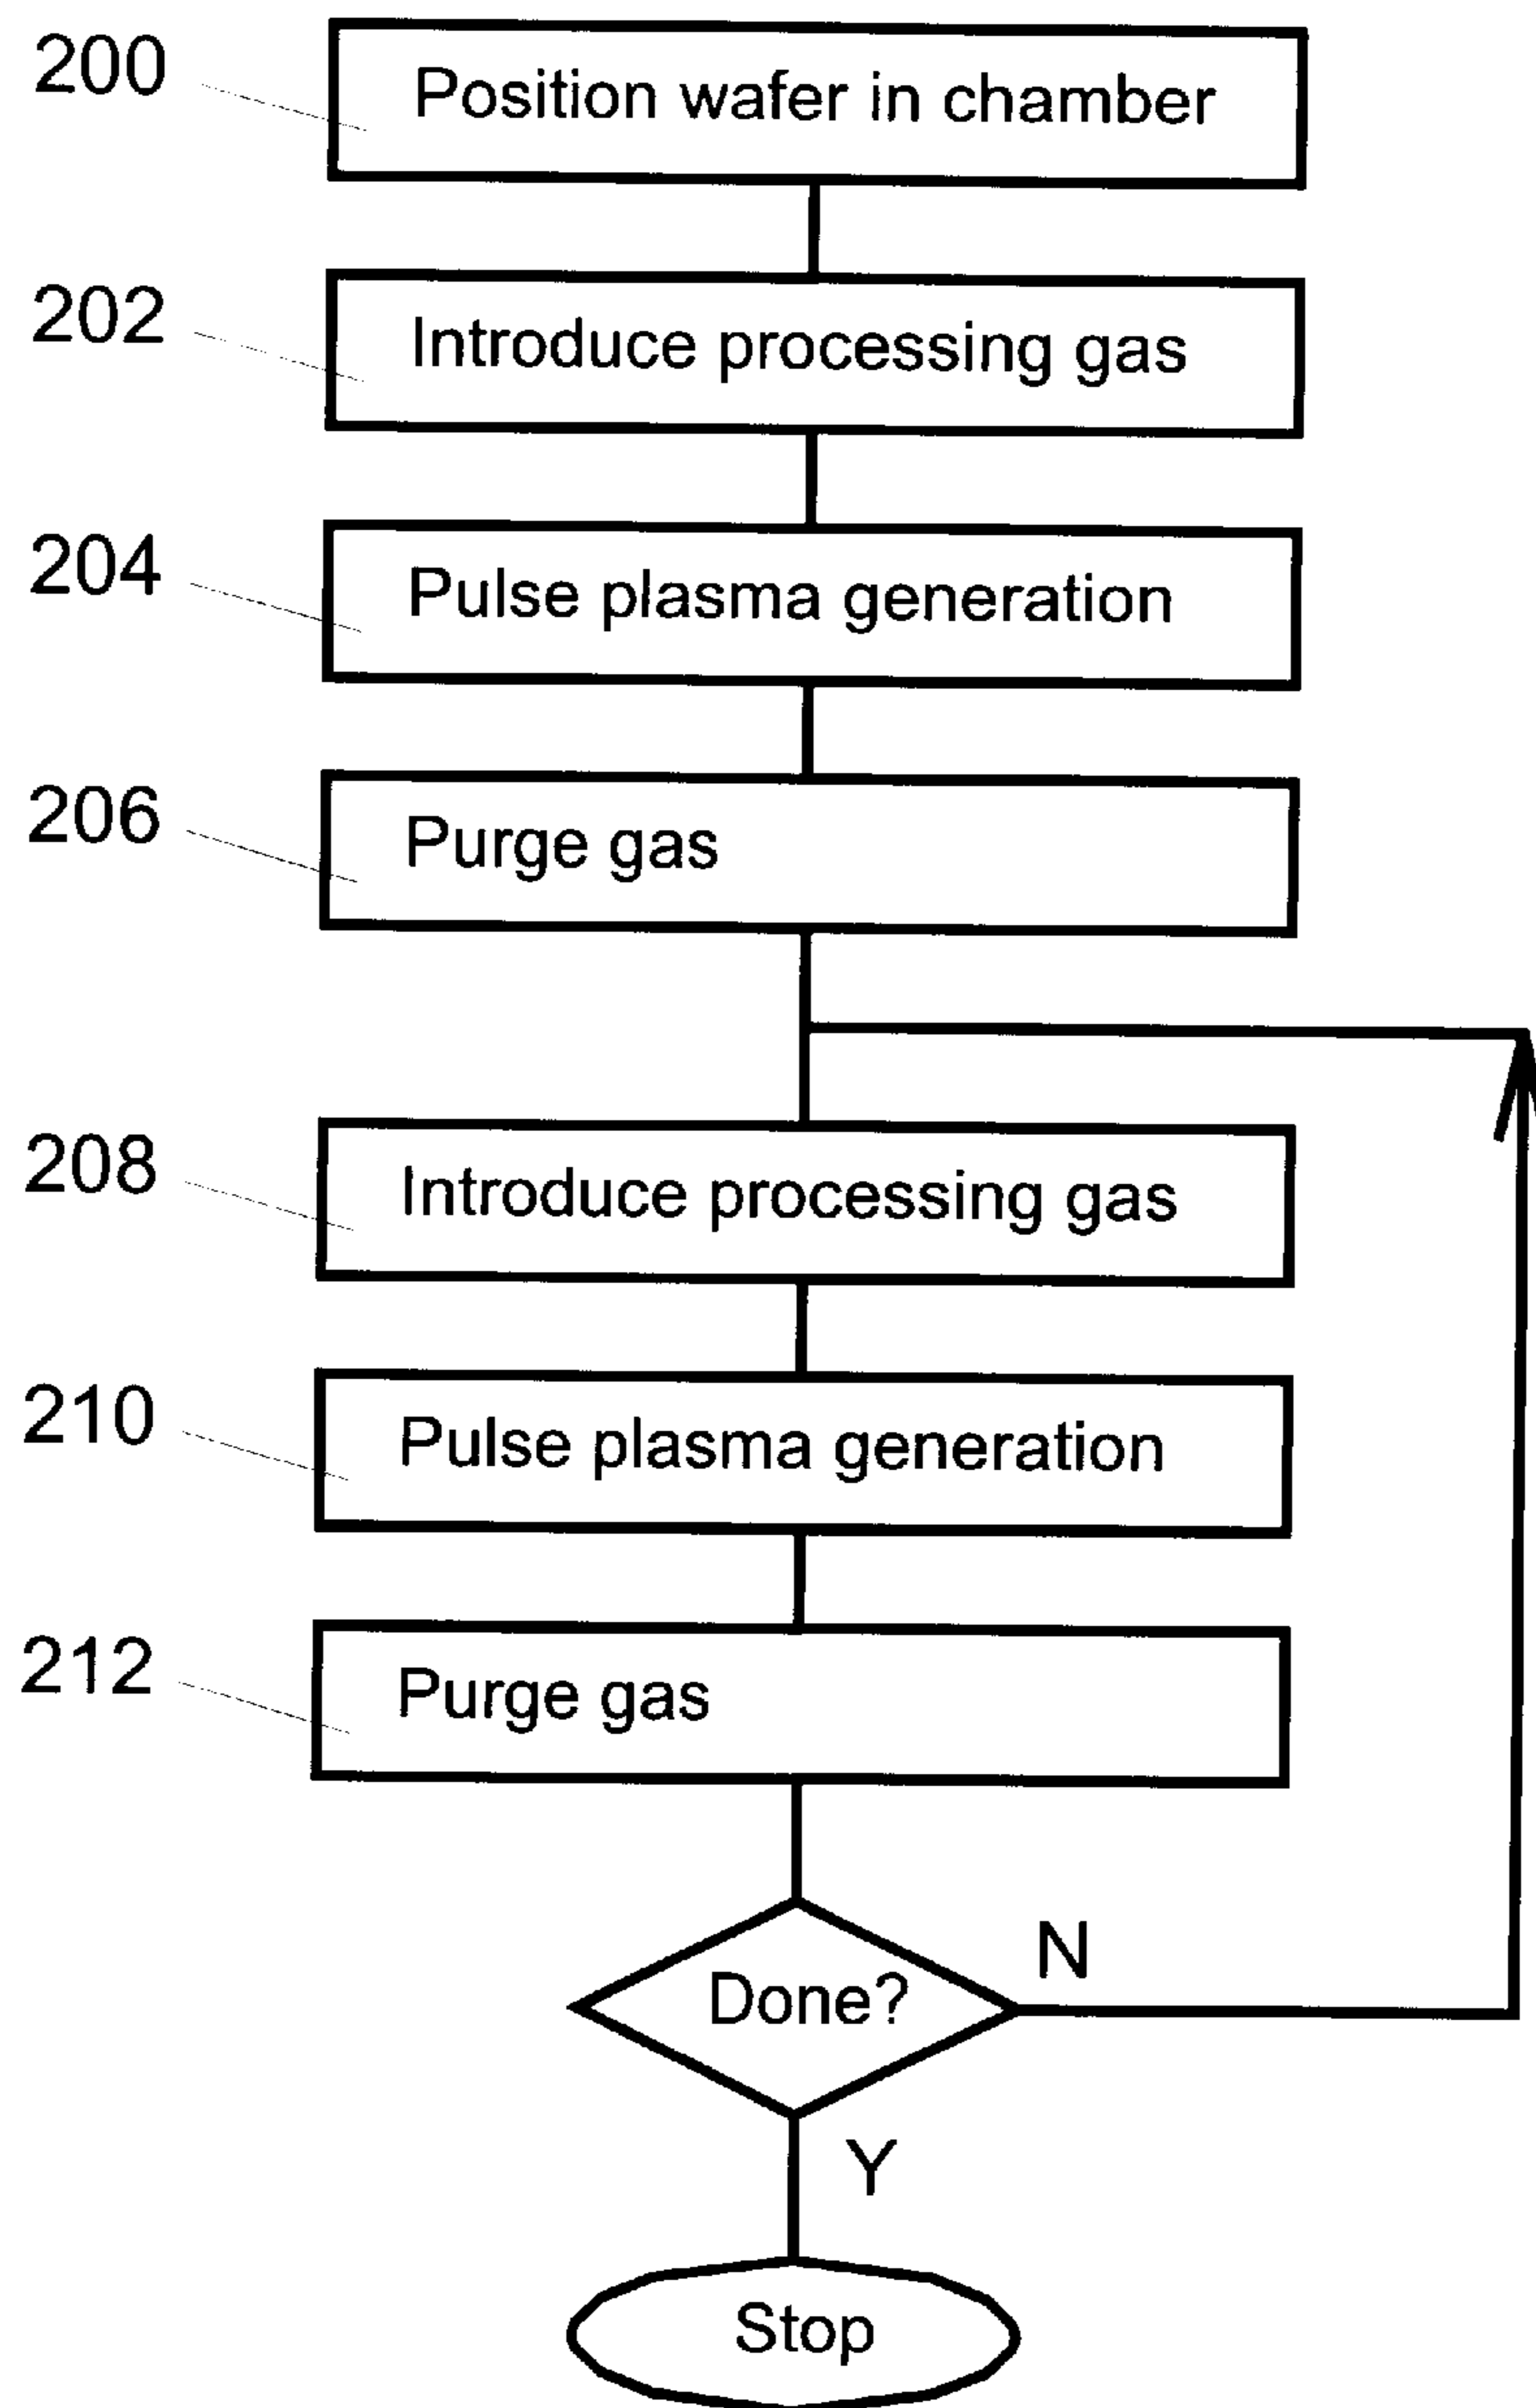 200
Position wafer in chamber
202
Introduce processing gas
204
Pulse plasma generation
206
Purge gas
208
Introduce processing gas
210
Pulse plasma generation
212
Purge gas
Done?
N
Y
Stop